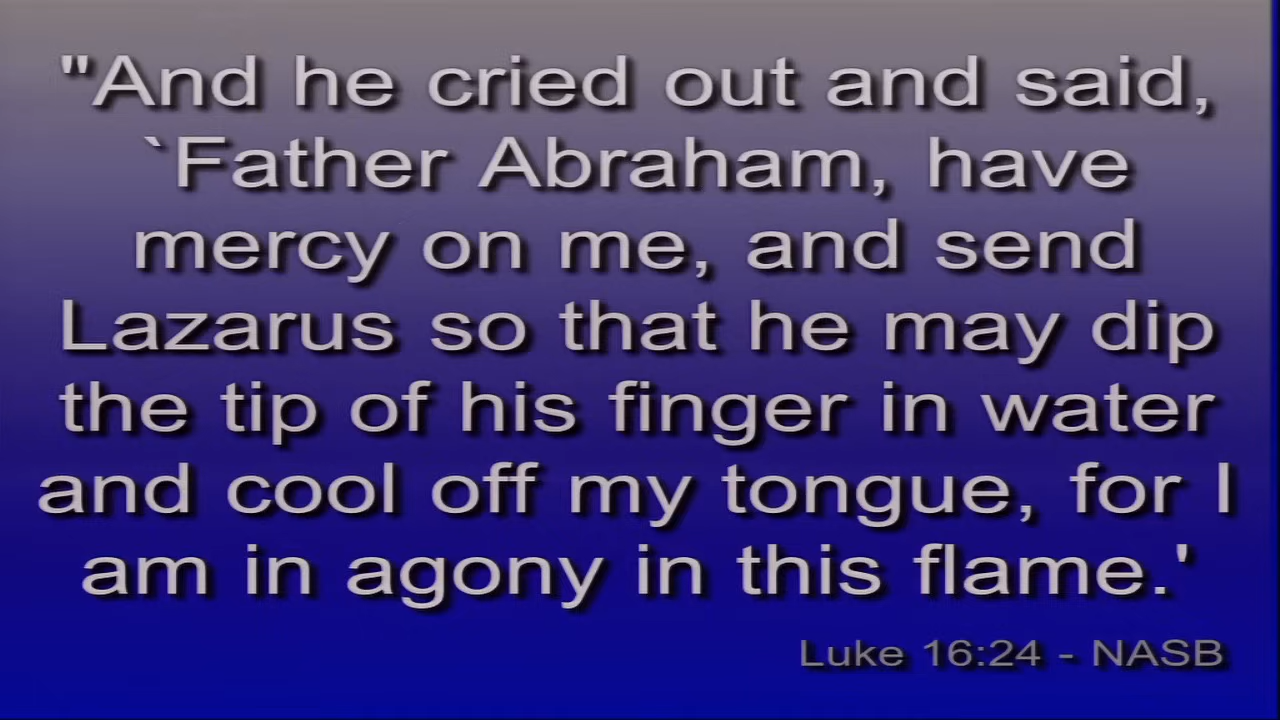 "And he cried out and said,
`Father Abraham, have
mercy on me, and send
Lazarus so that he may dip
the tip of his finger in water
and cool off my tongue, for I
am in agony in this flame.'
Luke 16:24 - NASB